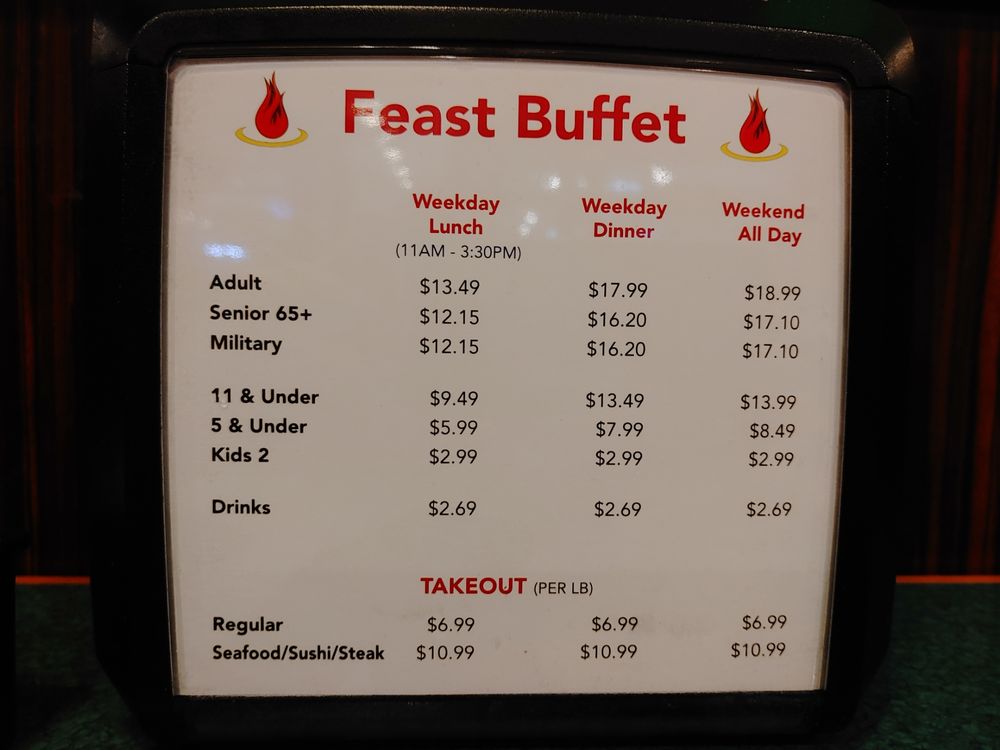 Feast Buffet
Weekday Lunch (11AM - 3:30PM) Weekday Dinner Weekend All Day
Adult $13.49 $17.99 $18.99
Senior 65+ $12.15 $16.20 $17.10
Military $12.15 $16.20 $17.10
11 & Under $9.49 $13.49 $13.99
5 & Under $5.99 $7.99 $8.49
Kids 2 $2.99 $2.99 $2.99
Drinks $2.69 $2.69 $2.69
TAKEOUT (PER LB)
Regular $6.99 $6.99 $6.99
Seafood/Sushi/Steak $10.99 $10.99 $10.99